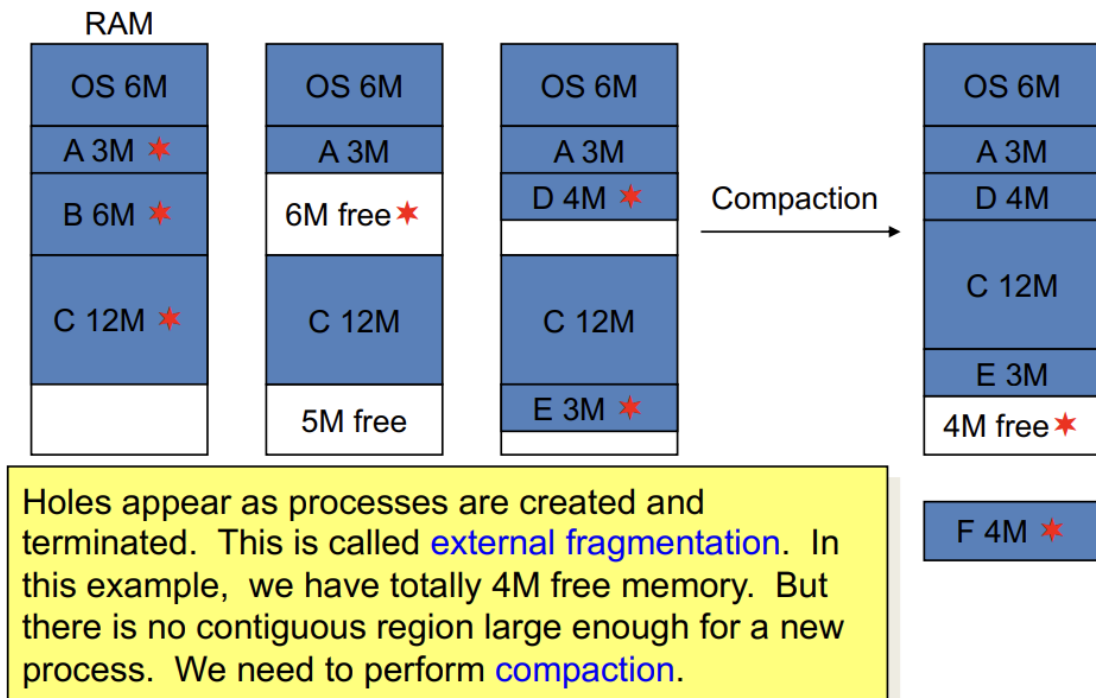 RAM
OS 6M
A 3M
B 6M
C 12M
OS 6M
A 3M
6M free
C 12M
5M free
OS 6M
A 3M
D 4M
C 12M
E 3M
Compaction
OS 6M
A 3M
D 4M
C 12M
E 3M
4M free
F 4M
Holes appear as processes are created and
terminated.  This is called external fragmentation.  In
this example,  we have totally 4M free memory.  But
there is no contiguous region large enough for a new
process.  We need to perform compaction.